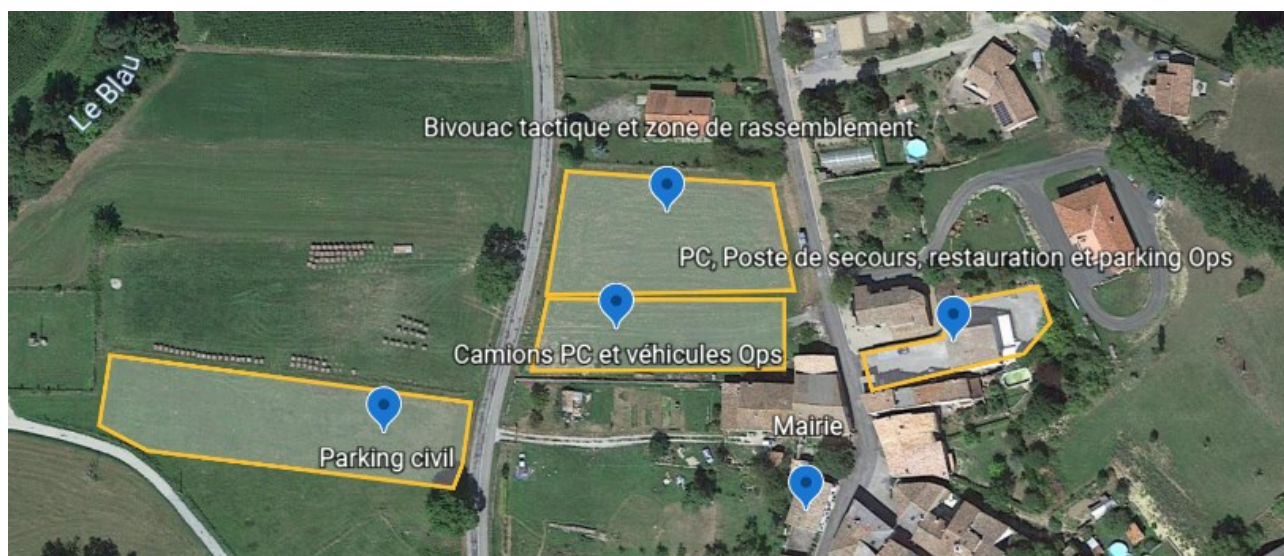 Le Blau
Bivouac tactique et zone de rassemblement
PC, Poste de secours, restauration et parking Ops
Camions PC et véhicules Ops
Mairie
Parking civil